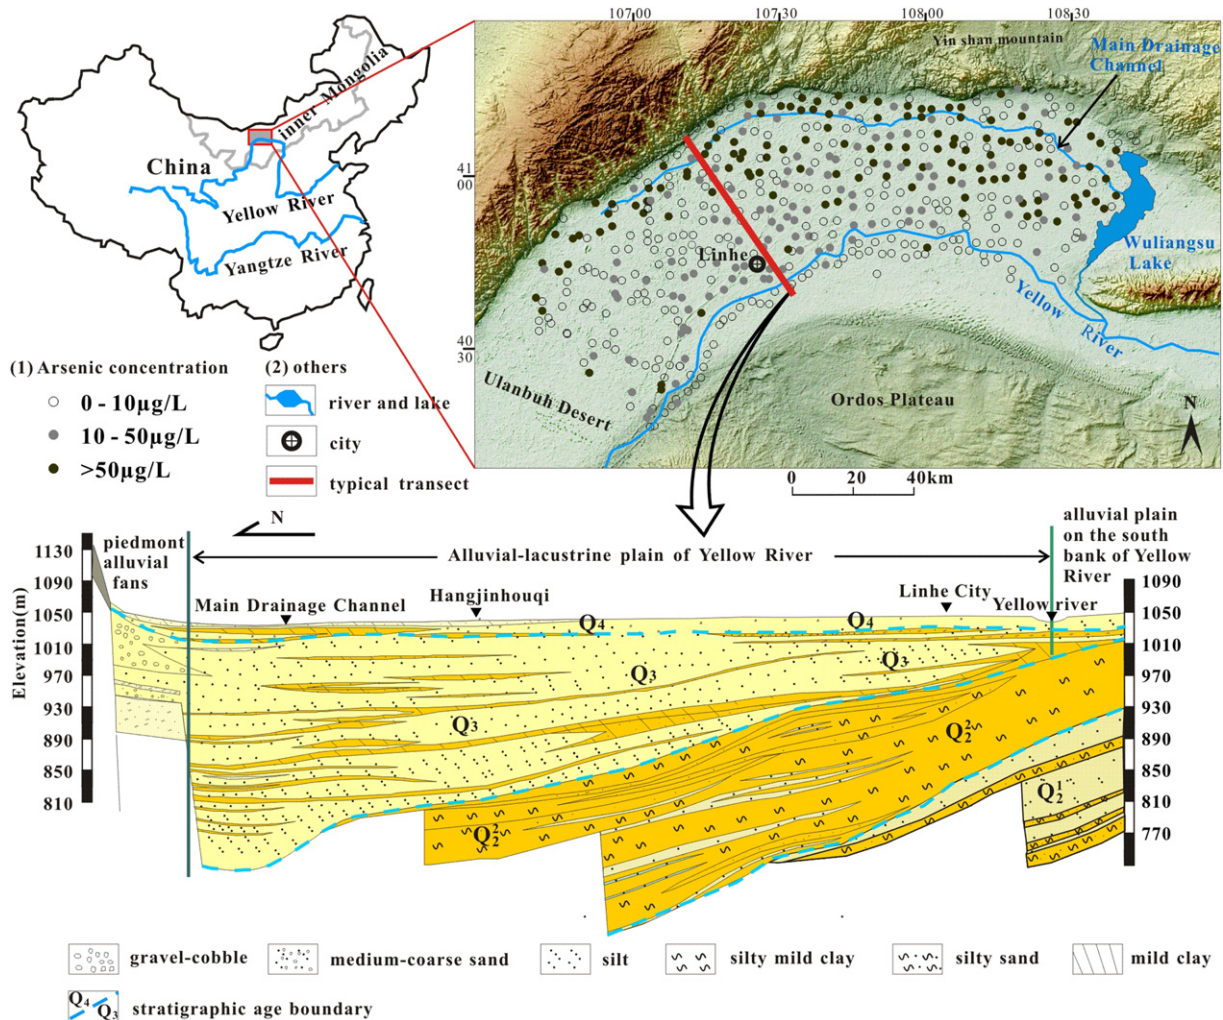 107:00
107:30
108:00
108:30
Yin shan mountain
Main Drainage
Channel
inner Mongolia
China
Yellow River
Yangtze River
41
00
40
30
Linhe
Wuliangsu
Lake
Yellow River
Ulanbuh Desert
Ordos Plateau
N
0 20 40km
(1) Arsenic concentration
0 - 10µg/L
10 - 50µg/L
>50µg/L
(2) others
river and lake
city
typical transect
N
piedmont
alluvial
fans
Alluvial-lacustrine plain of Yellow River
alluvial plain
on the south
bank of Yellow
River
Main Drainage Channel
Hangjinhouqi
Linhe City
Yellow river
Elevation(m)
1130
1090
1050
1010
970
930
890
850
810
1090
1050
1010
970
930
890
850
810
770
Q4
Q4
Q3
Q3
Q3
Q2²
Q2²
Q2¹
gravel-cobble
medium-coarse sand
silt
silty mild clay
silty sand
mild clay
Q4
Q3
stratigraphic age boundary